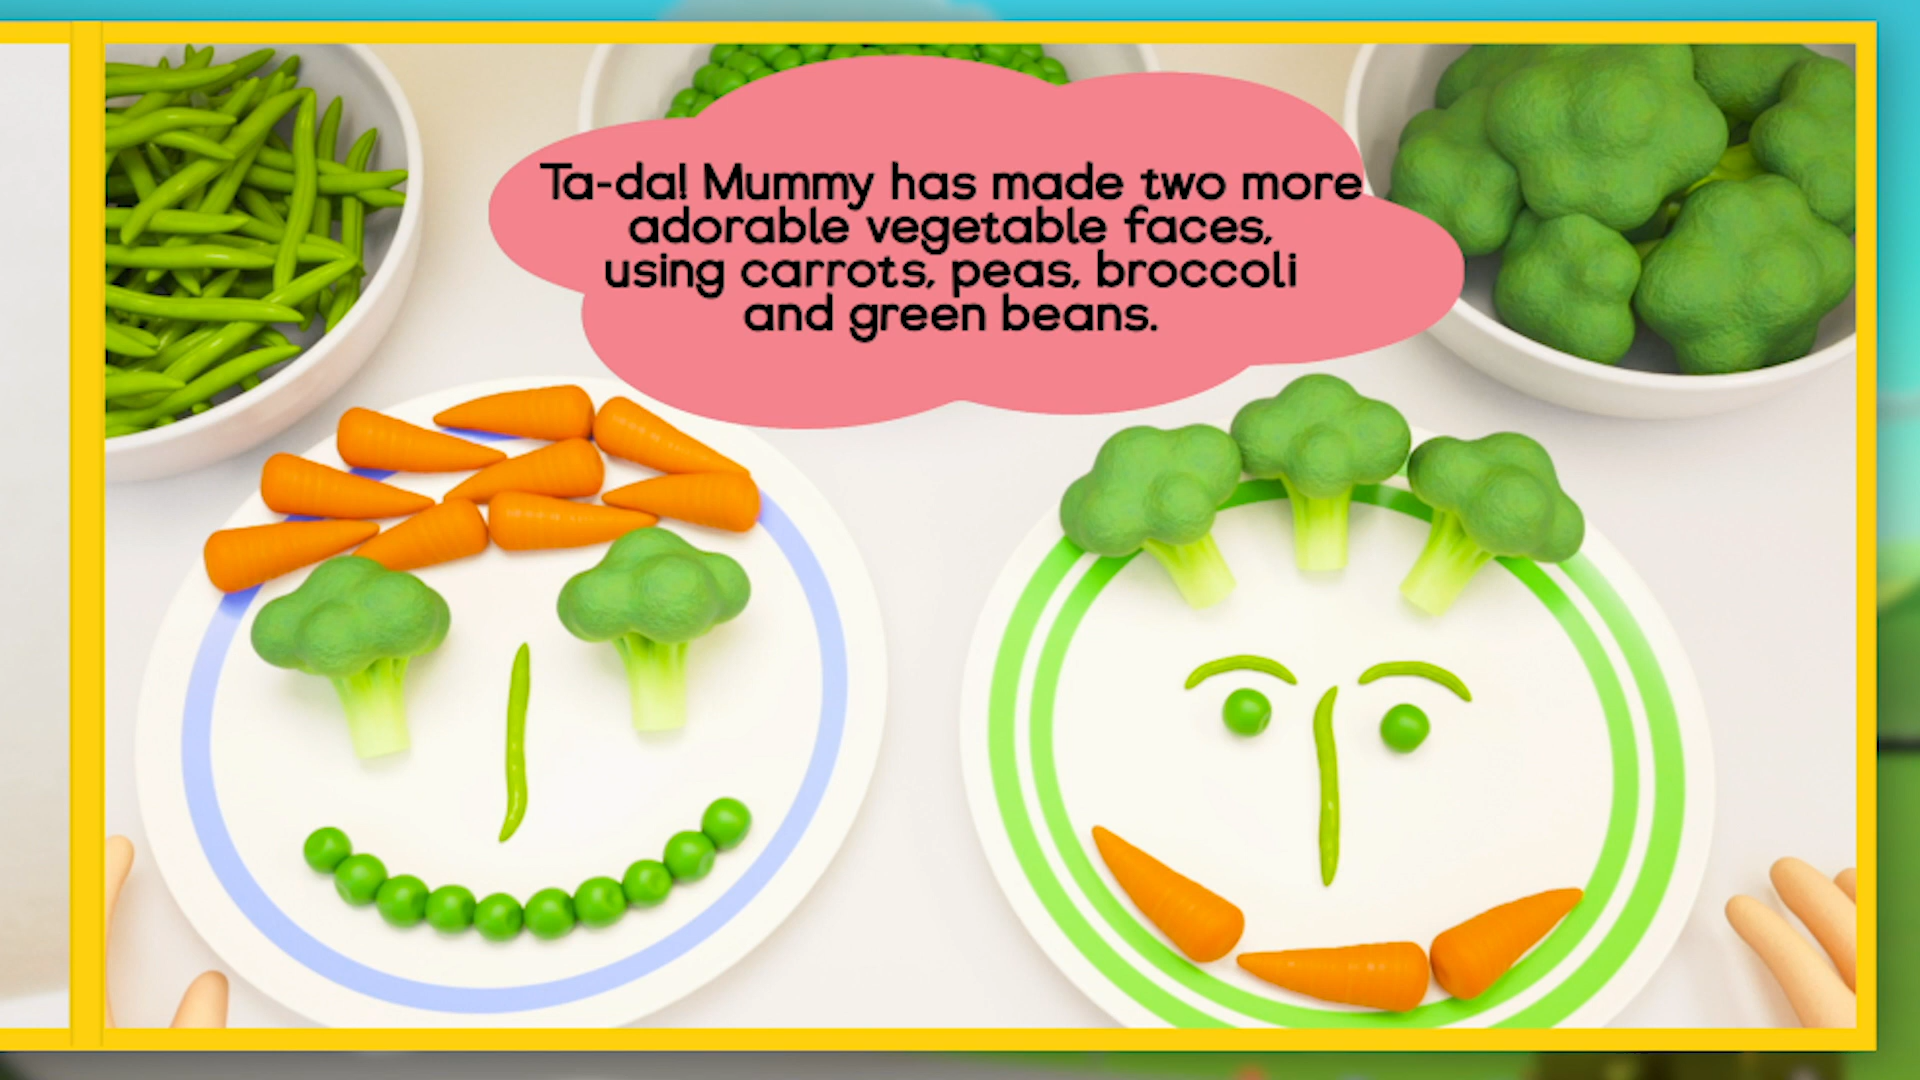 Ta-da! Mummy has made two more
adorable vegetable faces,
using carrots, peas, broccoli
and green beans.